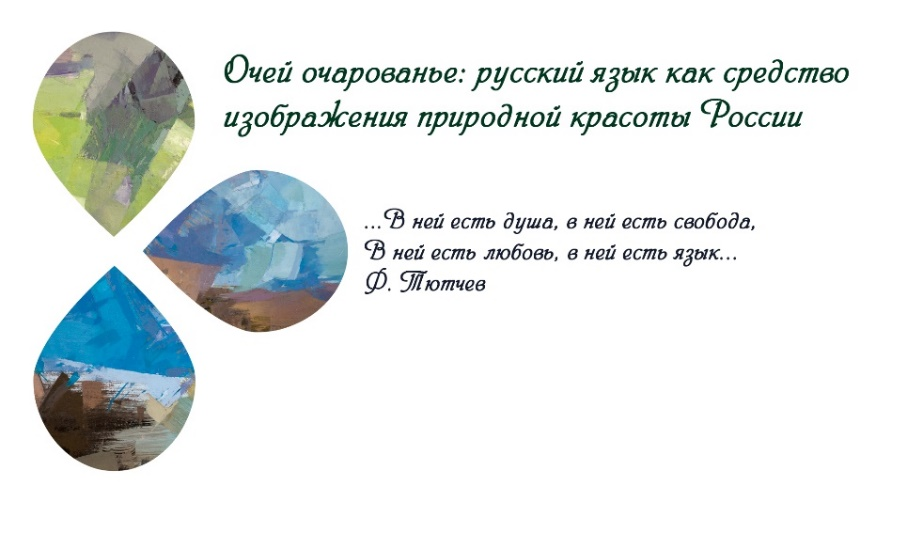 Очей очарованье: русский язык как средство
изображения природной красоты России
...В ней есть душа, в ней есть свобода,
В ней есть любовь, в ней есть язык...
Ф. Тютчев